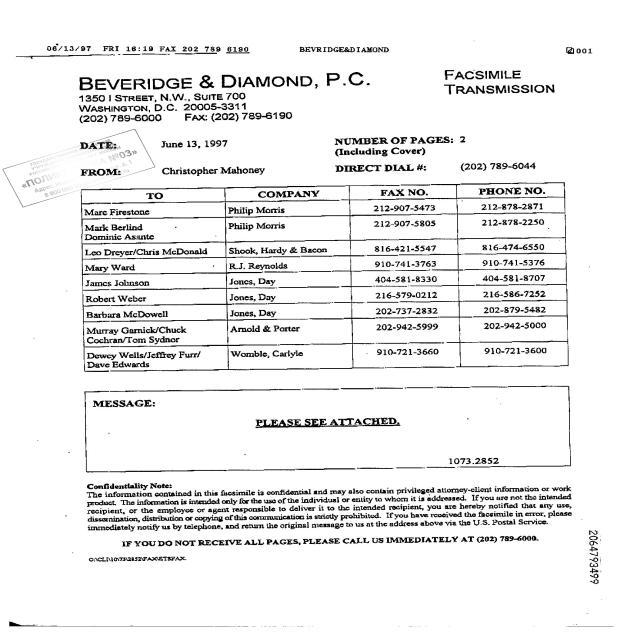 06/13/97 FRI 16:19 FAX 202 789 6190 BEVRIDGE&DIAMOND 001
BEVERIDGE & DIAMOND, P.C.
1350 I STREET, N.W., SUITE 700
WASHINGTON, D.C. 20005-3311
(202) 789-6000 FAX: (202) 789-6190
FACSIMILE
TRANSMISSION
DATE: June 13, 1997
NUMBER OF PAGES: 2
(Including Cover)
FROM: Christopher Mahoney
DIRECT DIAL #: (202) 789-6044
№03»
«ПОЛИ
TO COMPANY FAX NO. PHONE NO.
Marc Firestone Philip Morris 212-907-5473 212-878-2871
Mark Berlind Philip Morris 212-907-5805 212-878-2250
Dominic Asante
Leo Dreyer/Chris McDonald Shook, Hardy & Bacon 816-421-5547 816-474-6550
Mary Ward R.J. Reynolds 910-741-3763 910-741-5376
James Johnson Jones, Day 404-581-8330 404-581-8707
Robert Weber Jones, Day 216-579-0212 216-586-7252
Barbara McDowell Jones, Day 202-737-2832 202-879-5482
Murray Garnick/Chuck Arnold & Porter 202-942-5999 202-942-5000
Cochran/Tom Sydnor
Dewey Wells/Jeffrey Furr/ Womble, Carlyle 910-721-3660 910-721-3600
Dave Edwards
MESSAGE:
PLEASE SEE ATTACHED.
1073.2852
Confidentiality Note:
The information contained in this facsimile is confidential and may also contain privileged attorney-client information or work
product. The information is intended only for the use of the individual or entity to whom it is addressed. If you are not the intended
recipient, or the employee or agent responsible to deliver it to the intended recipient, you are hereby notified that any use,
dissemination, distribution or copying of this communication is strictly prohibited. If you have received the facsimile in error, please
immediately notify us by telephone, and return the original message to us at the address above via the U.S. Postal Service.
IF YOU DO NOT RECEIVE ALL PAGES, PLEASE CALL US IMMEDIATELY AT (202) 789-6000.
2064793499